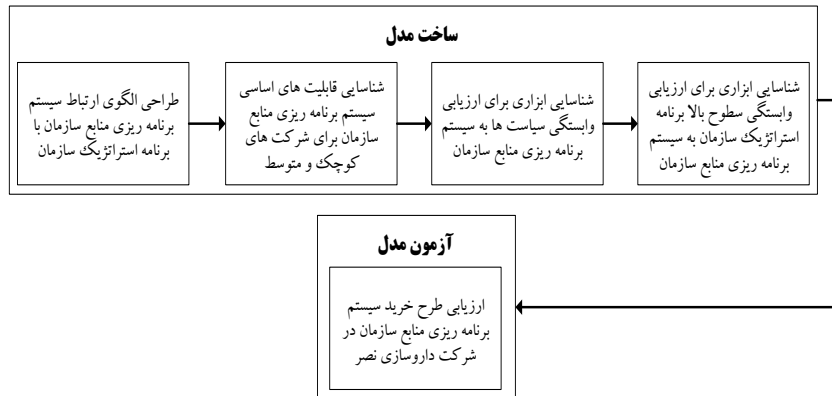 ساخت مدل
طراحی الگوی ارتباط سیستم
برنامه ریزی منابع سازمان با
برنامه استراتژیک سازمان
شناسایی قابلیت های اساسی
سیستم برنامه ریزی منابع
سازمان برای شرکت های
کوچک و متوسط
شناسایی ابزاری برای ارزیابی
وابستگی سیاست ها به سیستم
برنامه ریزی منابع سازمان
شناسایی ابزاری برای ارزیابی
وابستگی سطوح بالا برنامه
استراتژیک سازمان به سیستم
برنامه ریزی منابع سازمان
آزمون مدل
ارزیابی طرح خرید سیستم
برنامه ریزی منابع سازمان در
شرکت داروسازی نصر